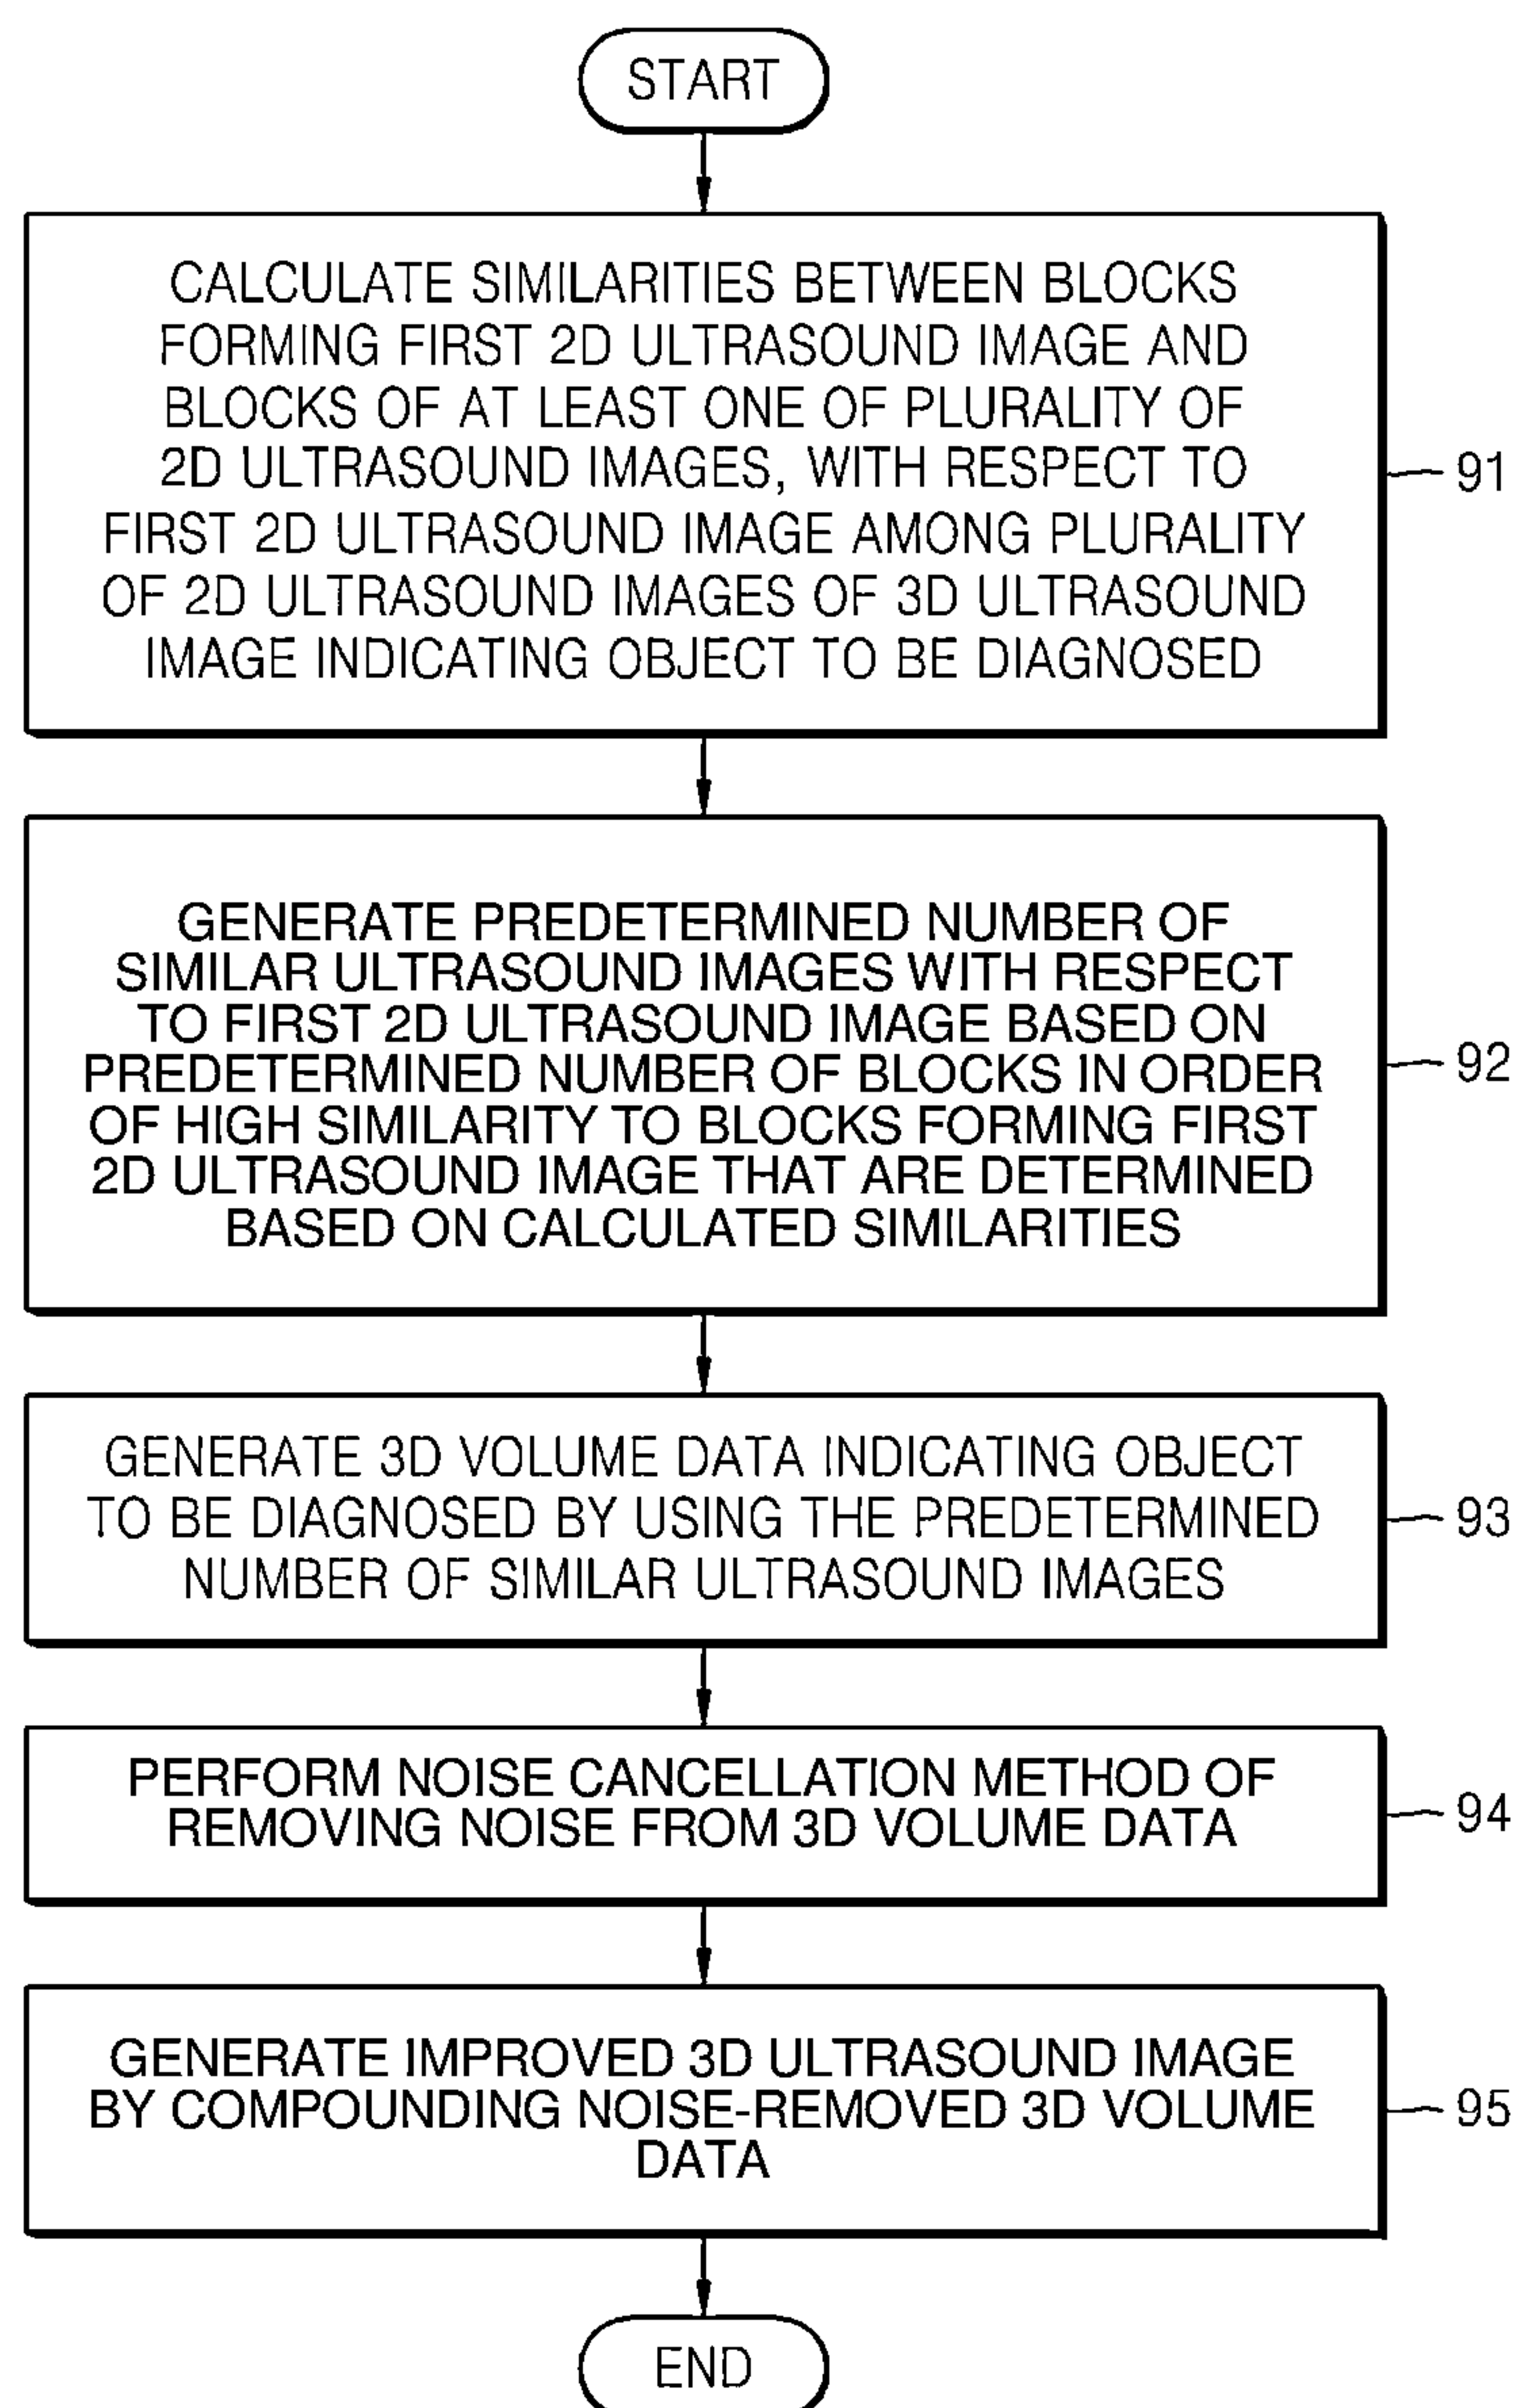 START
CALCULATE SIMILARITIES BETWEEN BLOCKS
FORMING FIRST 2D ULTRASOUND IMAGE AND
BLOCKS OF AT LEAST ONE OF PLURALITY OF
2D ULTRASOUND IMAGES, WITH RESPECT TO
FIRST 2D ULTRASOUND IMAGE AMONG PLURALITY
OF 2D ULTRASOUND IMAGES OF 3D ULTRASOUND
IMAGE INDICATING OBJECT TO BE DIAGNOSED
91
GENERATE PREDETERMINED NUMBER OF
SIMILAR ULTRASOUND IMAGES WITH RESPECT
TO FIRST 2D ULTRASOUND IMAGE BASED ON
PREDETERMINED NUMBER OF BLOCKS IN ORDER
OF HIGH SIMILARITY TO BLOCKS FORMING FIRST
2D ULTRASOUND IMAGE THAT ARE DETERMINED
BASED ON CALCULATED SIMILARITIES
92
GENERATE 3D VOLUME DATA INDICATING OBJECT
TO BE DIAGNOSED BY USING THE PREDETERMINED
NUMBER OF SIMILAR ULTRASOUND IMAGES
93
PERFORM NOISE CANCELLATION METHOD OF
REMOVING NOISE FROM 3D VOLUME DATA
94
GENERATE IMPROVED 3D ULTRASOUND IMAGE
BY COMPOUNDING NOISE-REMOVED 3D VOLUME
DATA
95
END